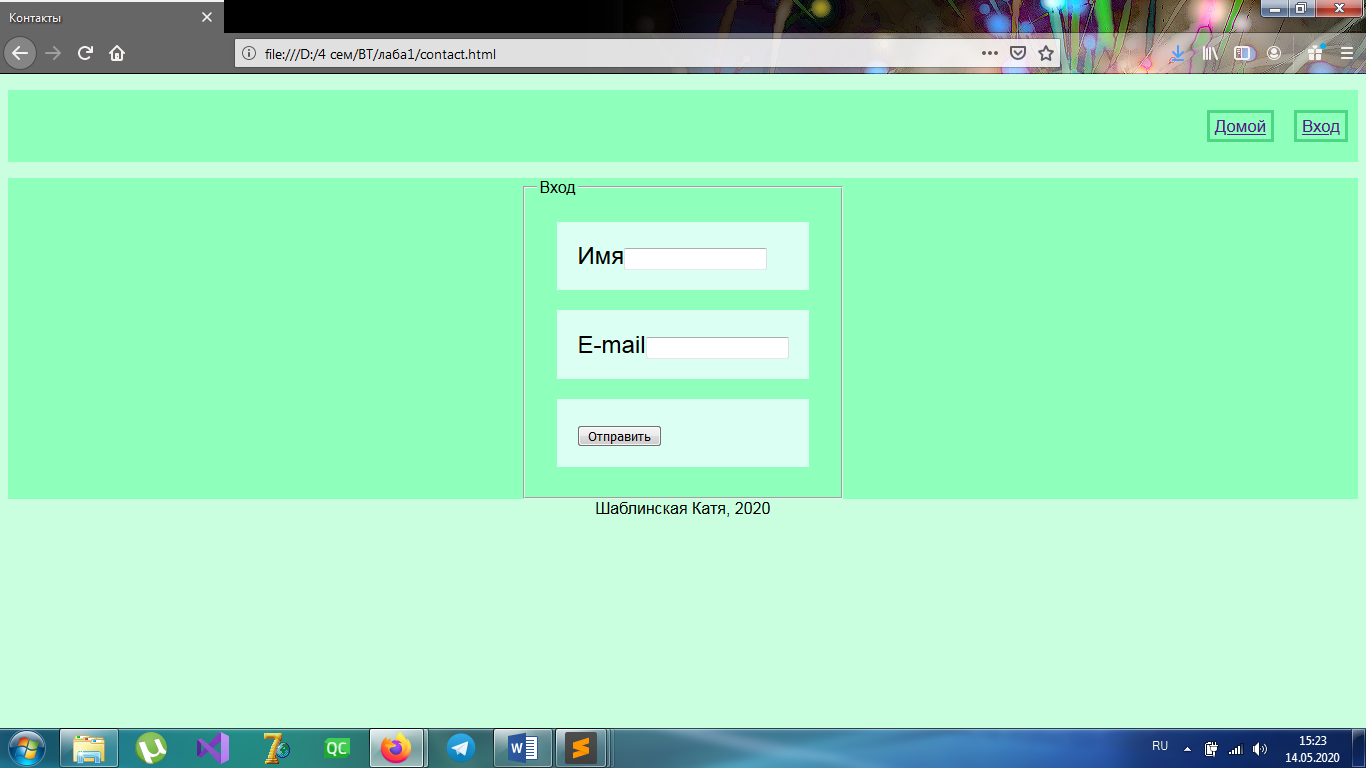 Контакты
file:///D:/4 сем/ВТ/лаба1/contact.html
Домой Вход
Вход
Имя
E-mail
Отправить
Шаблинская Катя, 2020
QC
RU
15:23
14.05.2020